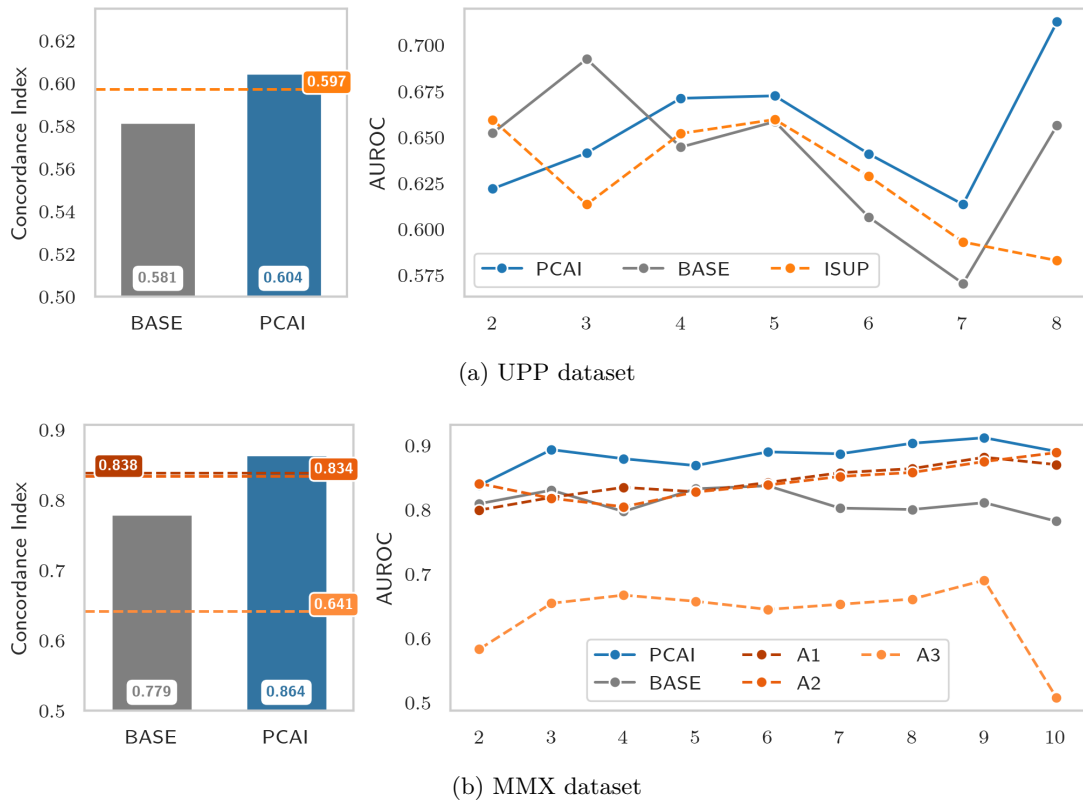 Concordance Index
0.62
0.60
0.58
0.56
0.54
0.52
0.50
0.597
0.581
0.604
BASE PCAI
AUROC
0.700
0.675
0.650
0.625
0.600
0.575
PCAI BASE ISUP
2 3 4 5 6 7 8
(a) UPP dataset
Concordance Index
0.9
0.8
0.7
0.6
0.5
0.838
0.834
0.641
0.779
0.864
BASE PCAI
AUROC
0.9
0.8
0.7
0.6
0.5
PCAI A1 A3
BASE A2
2 3 4 5 6 7 8 9 10
(b) MMX dataset